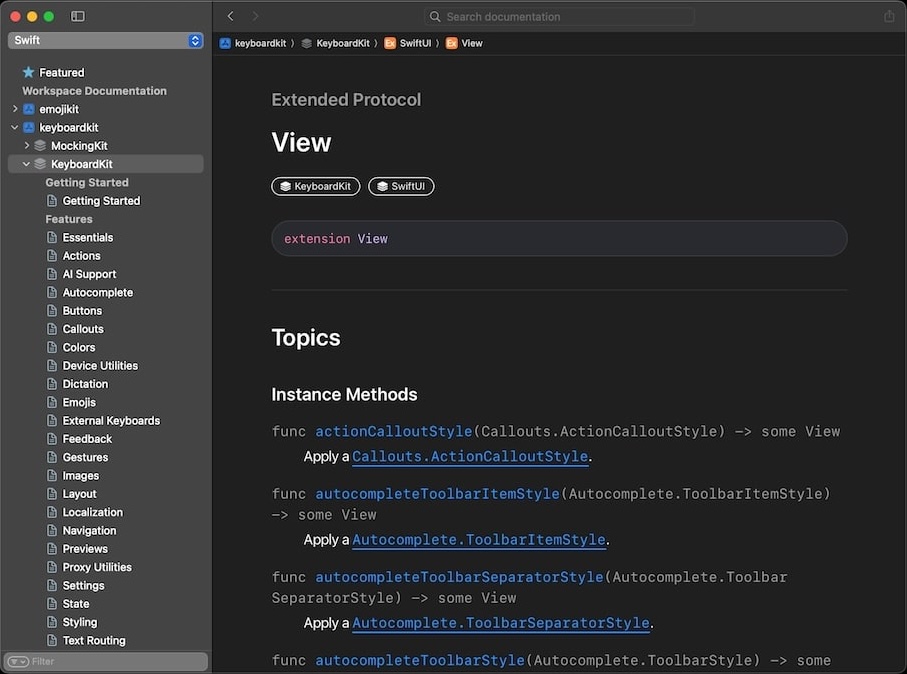 Search documentation
Swift
Featured
Workspace Documentation
emojikit
keyboardkit
MockingKit
KeyboardKit
Getting Started
Getting Started
Features
Essentials
Actions
AI Support
Autocomplete
Buttons
Callouts
Colors
Device Utilities
Dictation
Emojis
External Keyboards
Feedback
Gestures
Images
Layout
Localization
Navigation
Previews
Proxy Utilities
Settings
State
Styling
Text Routing
Filter
keyboardkit 〉 KeyboardKit 〉 Ex SwiftUI 〉 Ex View
Extended Protocol
View
KeyboardKit SwiftUI
extension View
Topics
Instance Methods
func actionCalloutStyle(Callouts.ActionCalloutStyle) -> some View
Apply a Callouts.ActionCalloutStyle.
func autocompleteToolbarItemStyle(Autocomplete.ToolbarItemStyle)
-> some View
Apply a Autocomplete.ToolbarItemStyle.
func autocompleteToolbarSeparatorStyle(Autocomplete.Toolbar
SeparatorStyle) -> some View
Apply a Autocomplete.ToolbarSeparatorStyle.
func autocompleteToolbarStyle(Autocomplete.ToolbarStyle) -> some